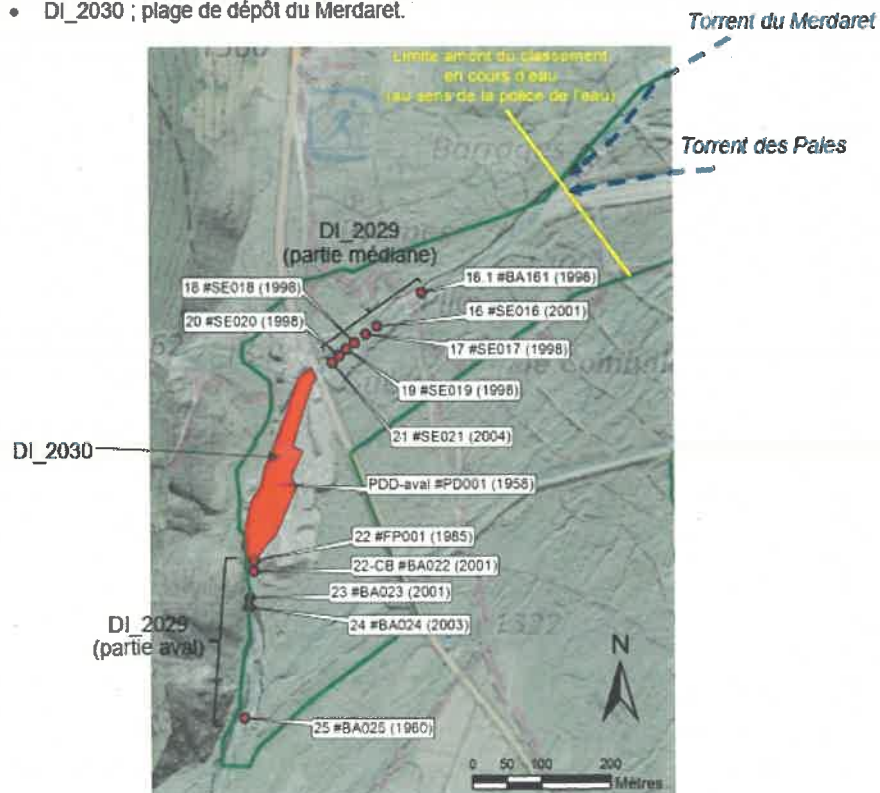 • DI_2030 ; plage de dépôt du Merdaret.
Torrent du Merdaret
Limite amont du classement
en cours d'eau
(au sens de la police de l'eau)
Torrent des Pales
DI_2029
(partie médiane)
16.1 #BA161 (1998)
18 #SE018 (1998)
16 #SE016 (2001)
20 #SE020 (1998)
17 #SE017 (1998)
19 #SE019 (1998)
21 #SE021 (2004)
DI_2030
PDD-aval #PD001 (1958)
22 #FP001 (1985)
22-CB #BA022 (2001)
23 #BA023 (2001)
DI_2029
(partie aval)
24 #BA024 (2003)
N
25 #BA025 (1960)
0 50 100 200
Mètres